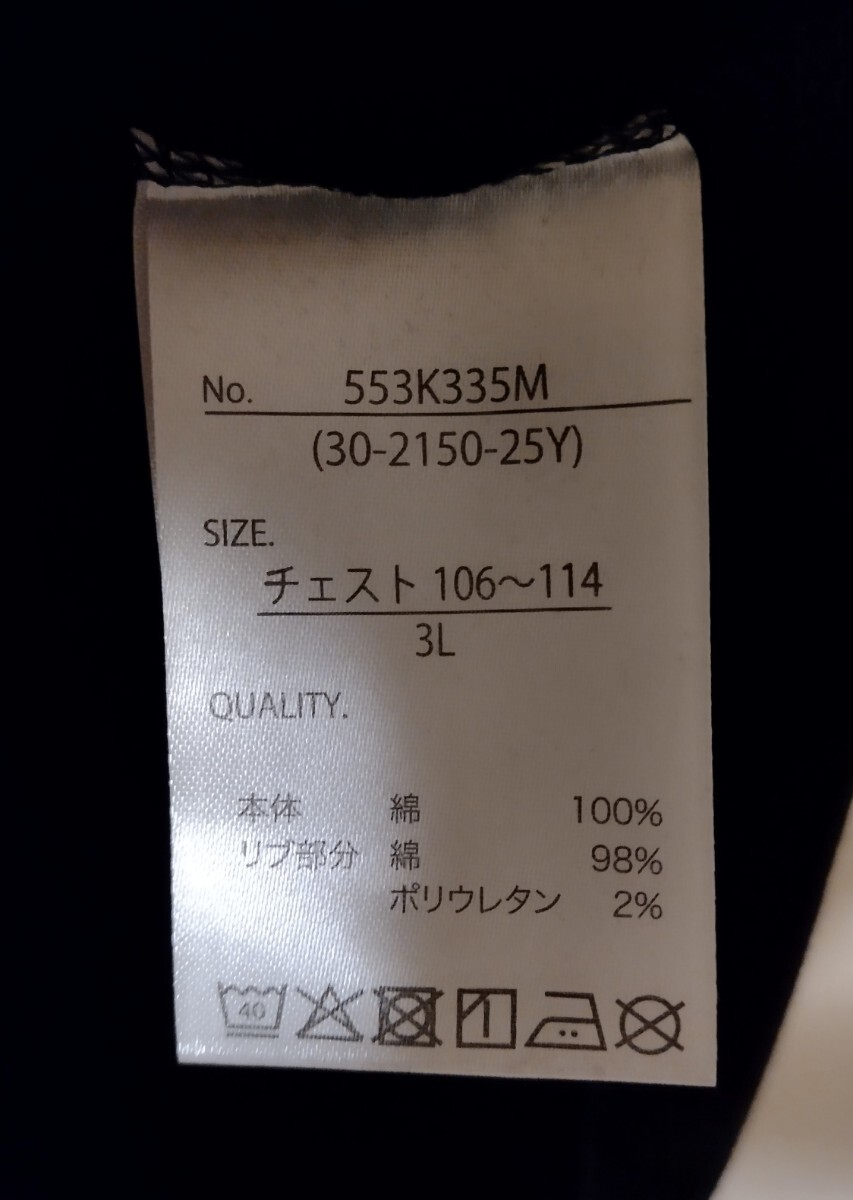 No. 553K335M
(30-2150-25Y)
SIZE.
チェスト 106〜114
3L
QUALITY.
本体 綿 100%
リブ部分 綿 98%
ポリウレタン 2%
40